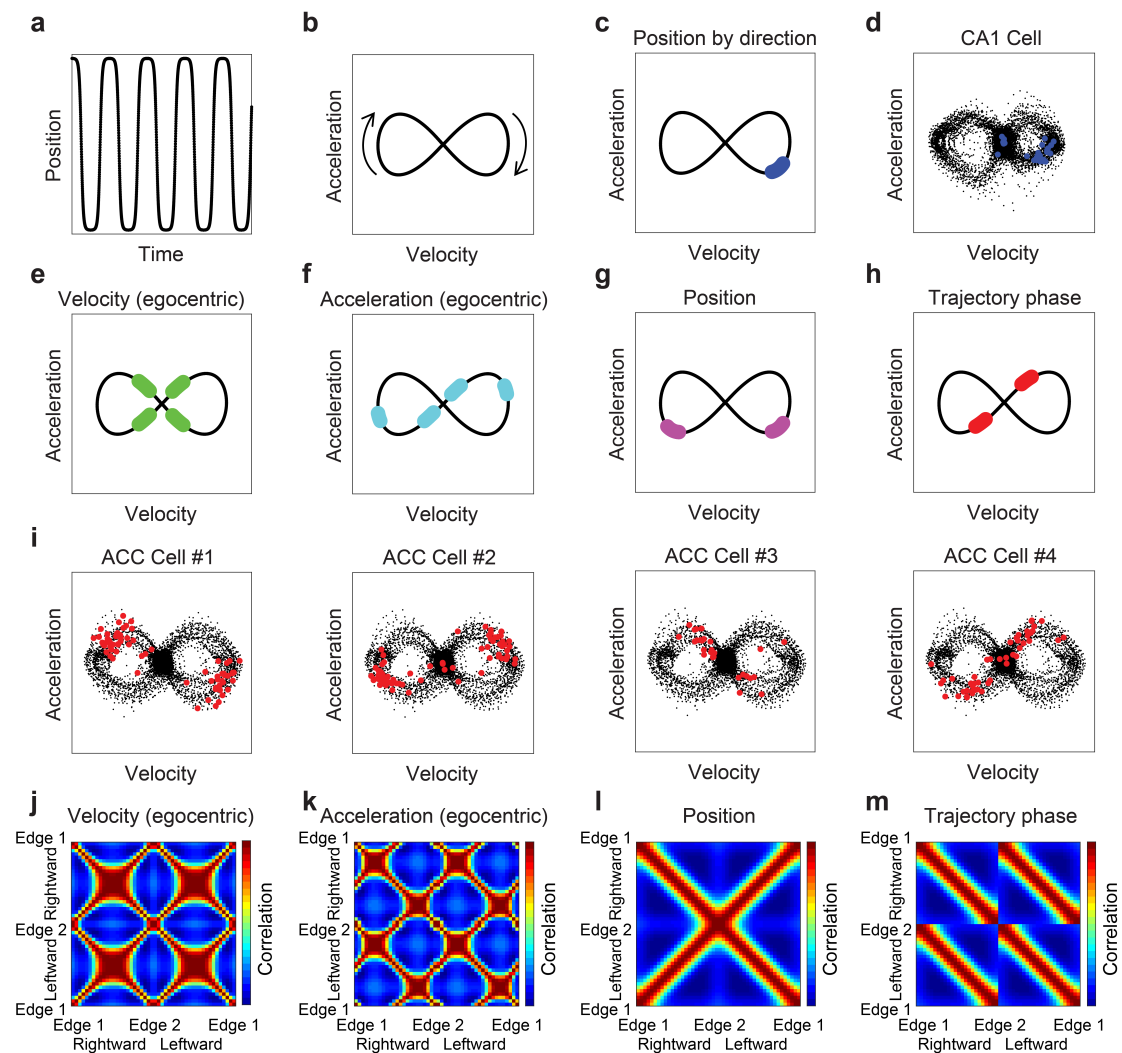 a
b
c
d
Position by direction
CA1 Cell
Position
Acceleration
Acceleration
Acceleration
Time
Velocity
Velocity
Velocity
e
f
g
h
Velocity (egocentric)
Acceleration (egocentric)
Position
Trajectory phase
Acceleration
Acceleration
Acceleration
Acceleration
Velocity
Velocity
Velocity
Velocity
i
ACC Cell #1
ACC Cell #2
ACC Cell #3
ACC Cell #4
Acceleration
Acceleration
Acceleration
Acceleration
Velocity
Velocity
Velocity
Velocity
j
k
l
m
Velocity (egocentric)
Acceleration (egocentric)
Position
Trajectory phase
Edge 1
Rightward
Edge 2
Leftward
Edge 1
Correlation
Edge 1
Edge 2
Edge 1
Rightward
Leftward
Edge 1
Rightward
Edge 2
Leftward
Edge 1
Correlation
Edge 1
Edge 2
Edge 1
Rightward
Leftward
Edge 1
Rightward
Edge 2
Leftward
Edge 1
Correlation
Edge 1
Edge 2
Edge 1
Rightward
Leftward
Edge 1
Rightward
Edge 2
Leftward
Edge 1
Correlation
Edge 1
Edge 2
Edge 1
Rightward
Leftward